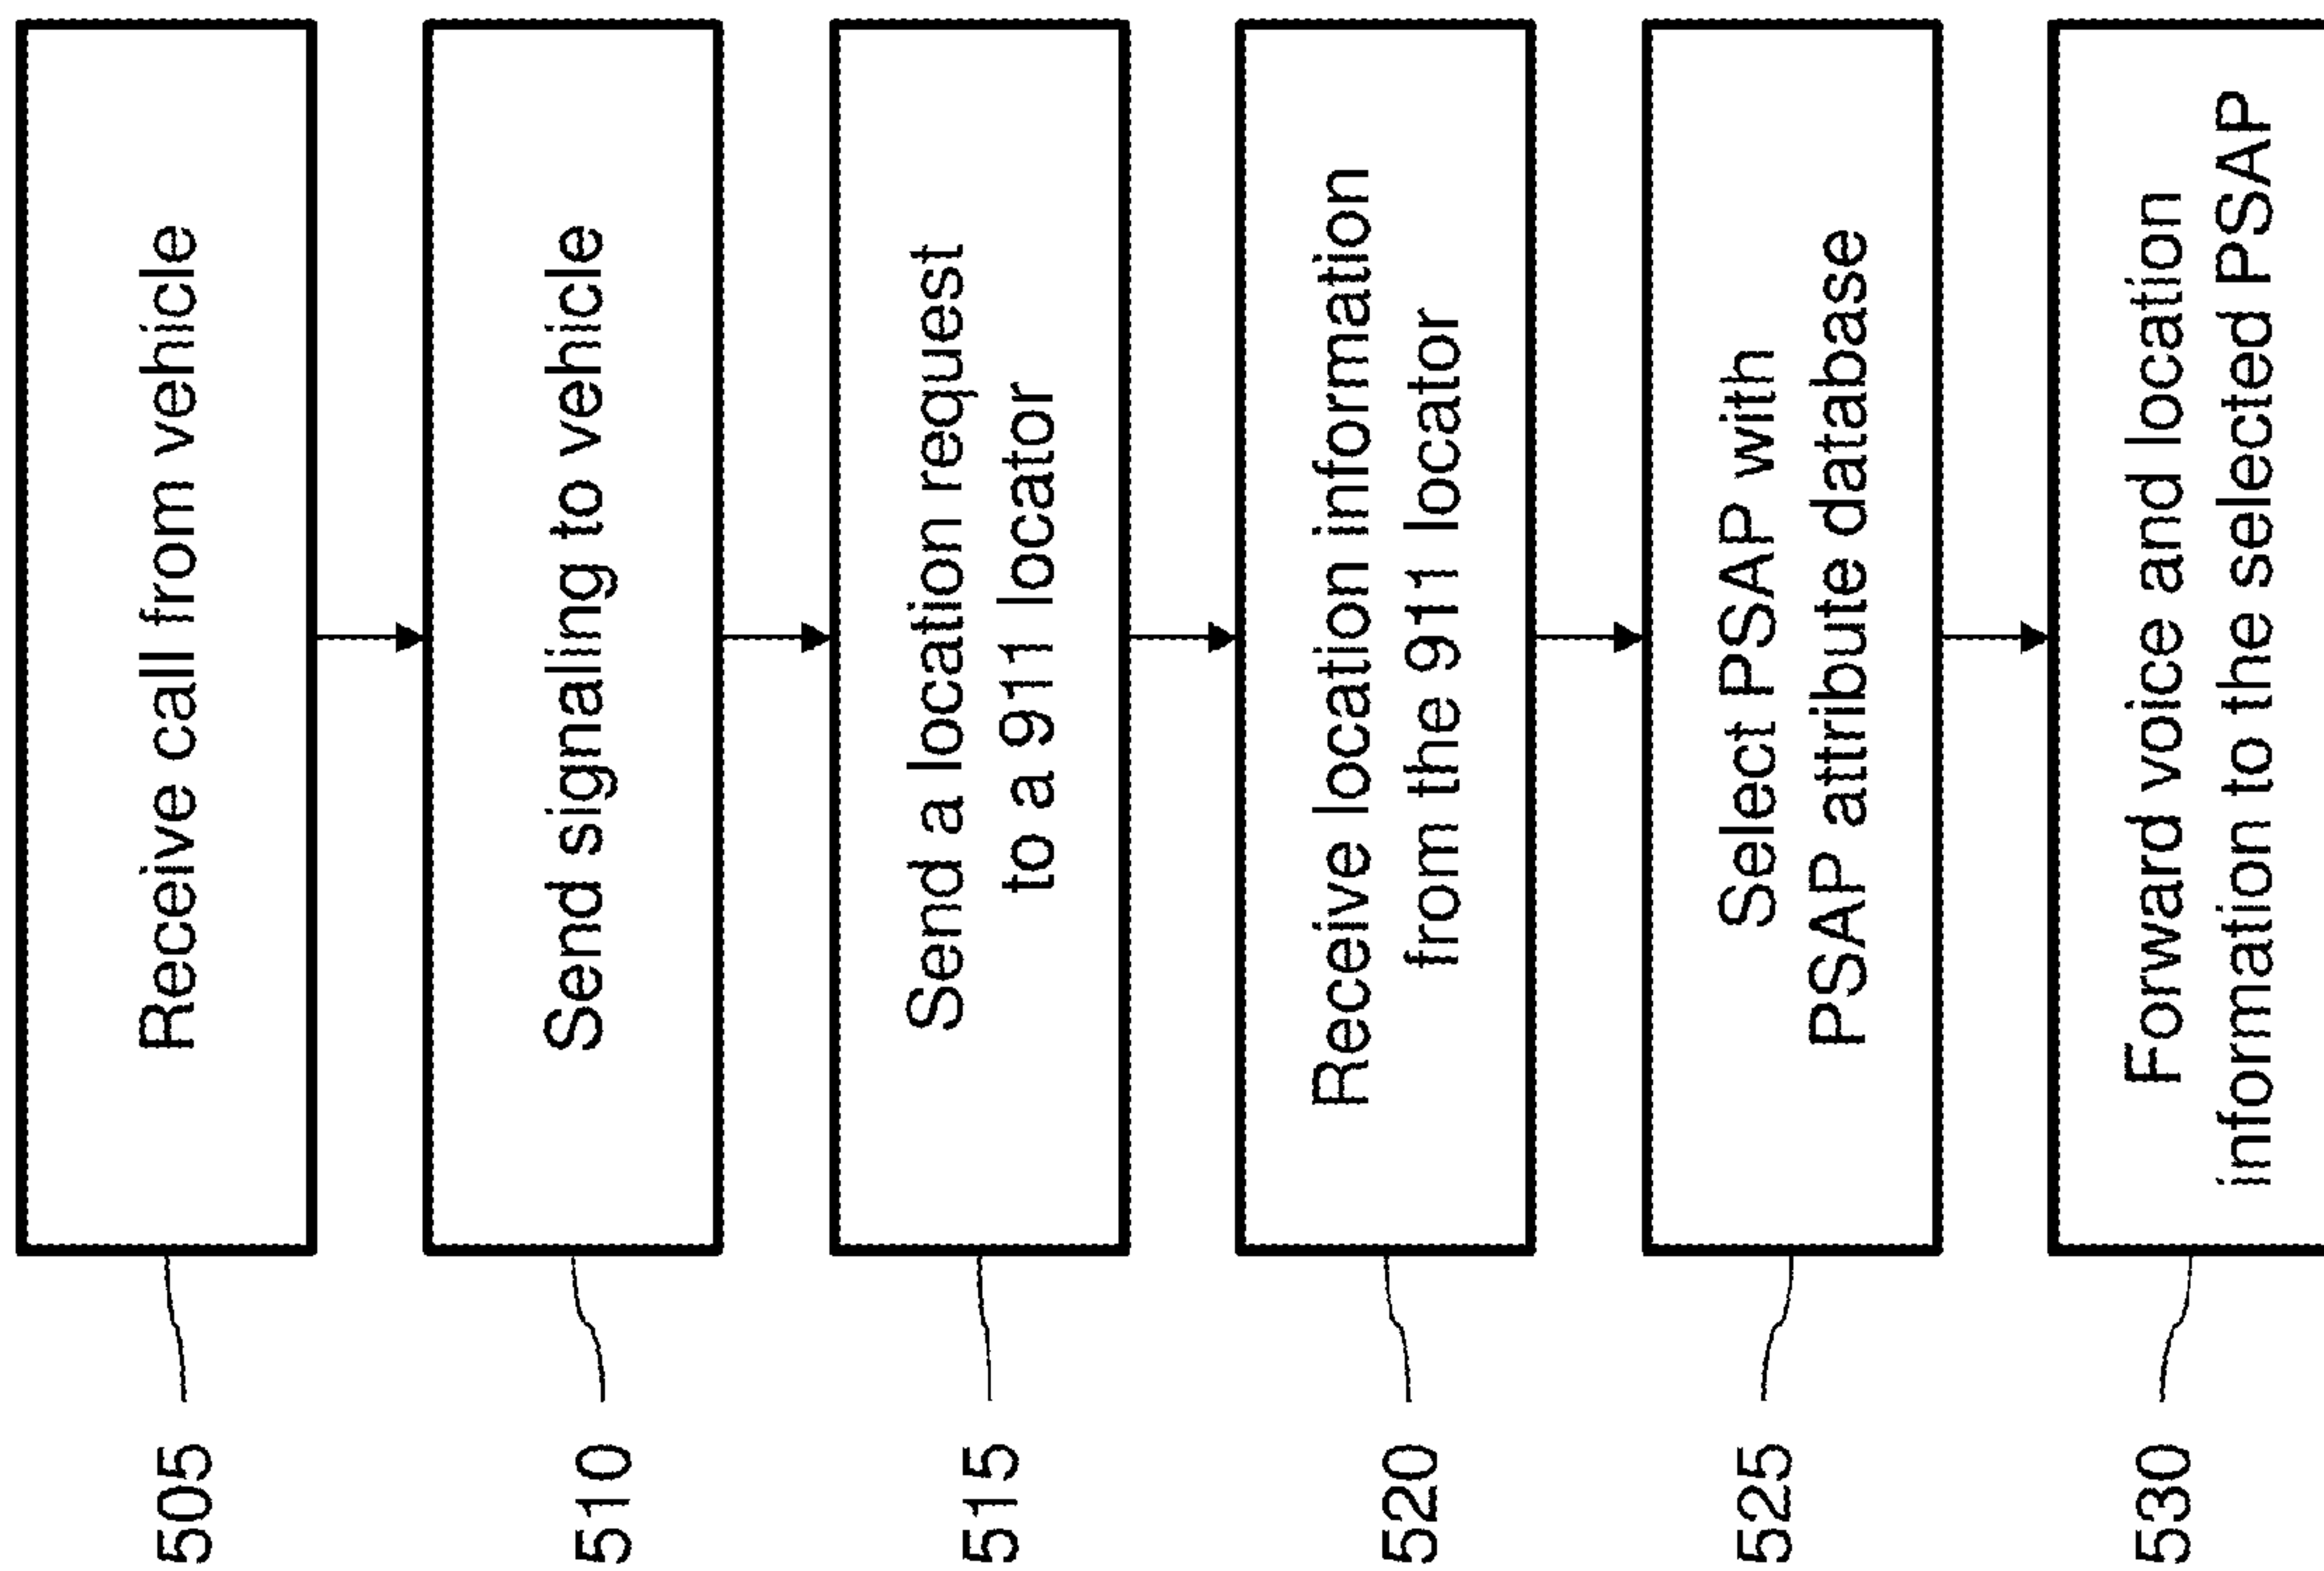 505
Receive call from vehicle
510
Send signaling to vehicle
515
Send a location request
to a 911 locator
520
Receive location information
from the 911 locator
525
Select PSAP with
PSAP attribute database
530
Forward voice and location
information to the selected PSAP